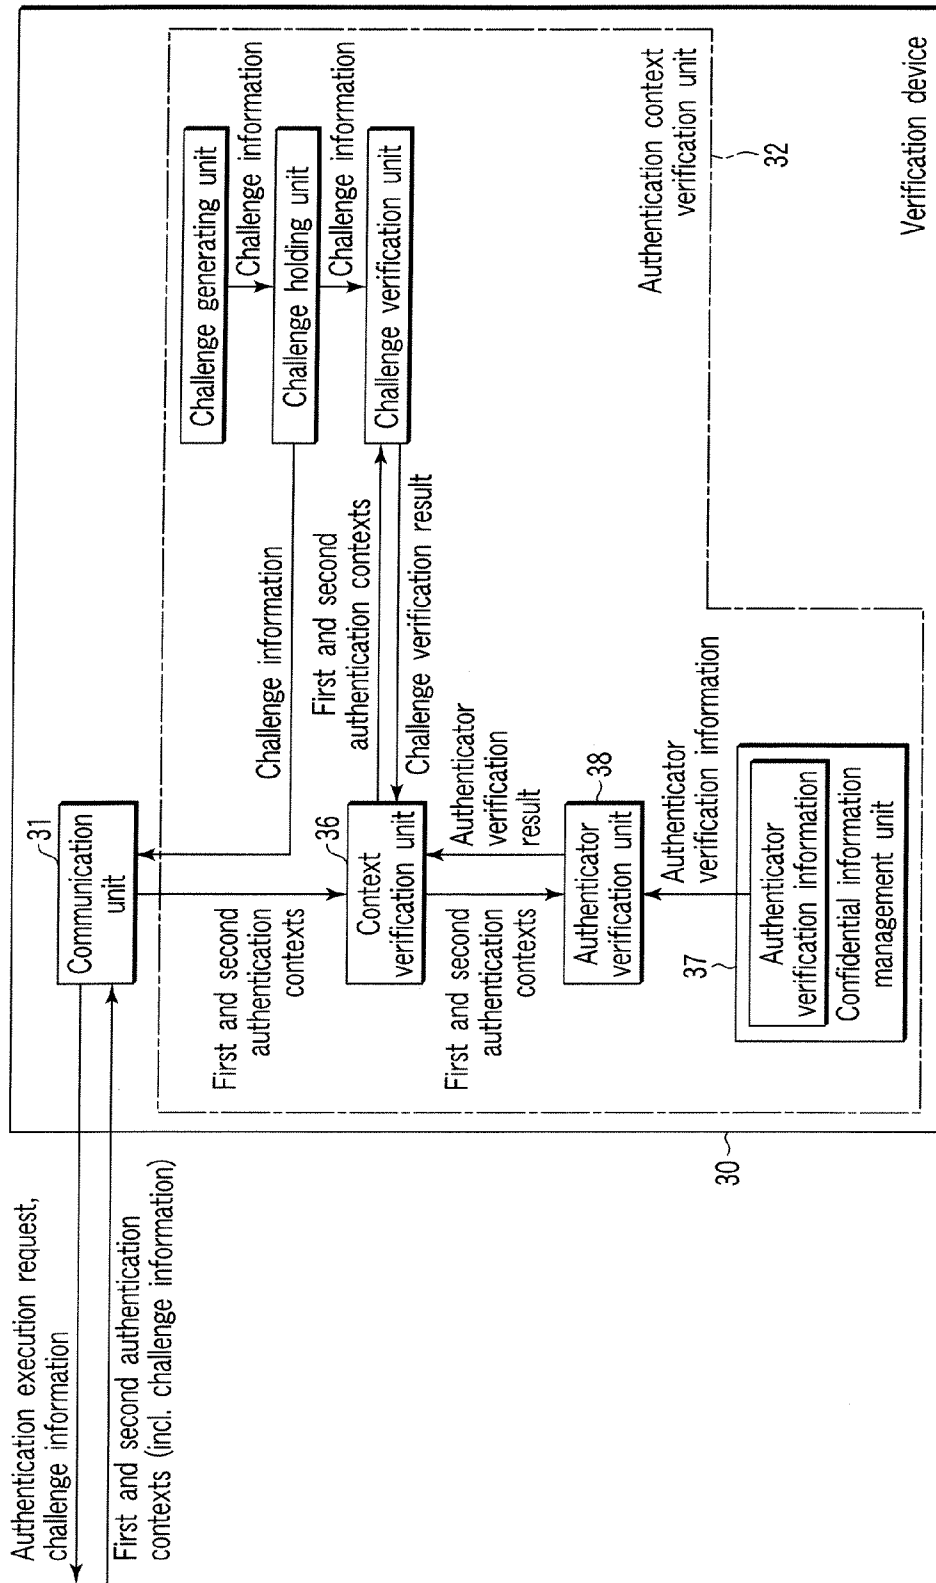 Authentication execution request,
challenge information
First and second authentication
contexts (incl. challenge information)
31
Communication
unit
First and second
authentication
contexts
Challenge information
36
Context
verification unit
First and second
authentication contexts
Challenge verification result
Challenge generating unit
Challenge information
Challenge holding unit
Challenge information
Challenge verification unit
First and second
authentication
contexts
Authenticator
verification
result
38
Authenticator
verification unit
Authenticator
verification information
37
Authenticator
verification information
Confidential information
management unit
Authentication context
verification unit
32
30
Verification device